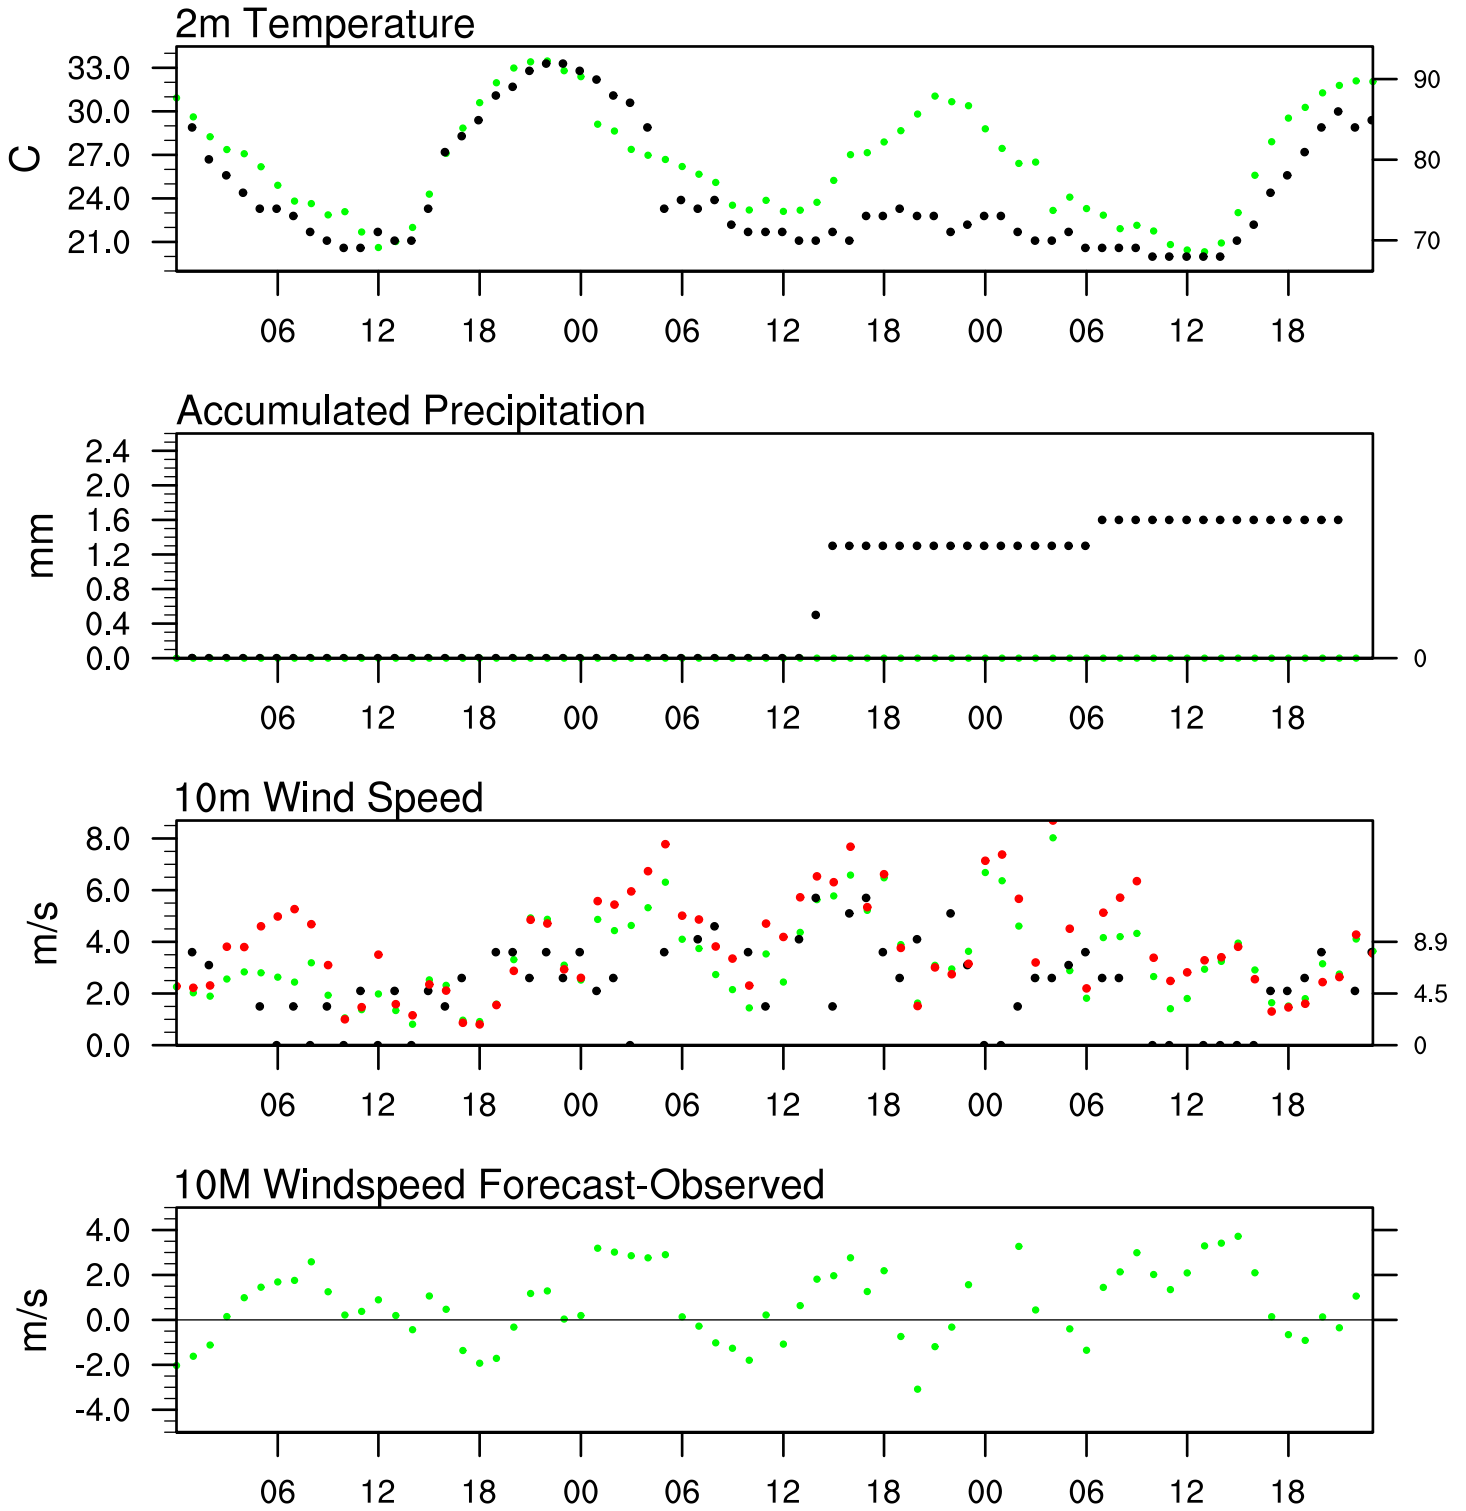 2m Temperature
33.0
30.0
27.0
24.0
21.0
C
90
80
70
06 12 18 00 06 12 18 00 06 12 18
Accumulated Precipitation
2.4
2.0
1.6
1.2
0.8
0.4
0.0
mm
0
06 12 18 00 06 12 18 00 06 12 18
10m Wind Speed
8.0
6.0
4.0
2.0
0.0
m/s
8.9
4.5
0
06 12 18 00 06 12 18 00 06 12 18
10M Windspeed Forecast-Observed
4.0
2.0
0.0
-2.0
-4.0
m/s
06 12 18 00 06 12 18 00 06 12 18